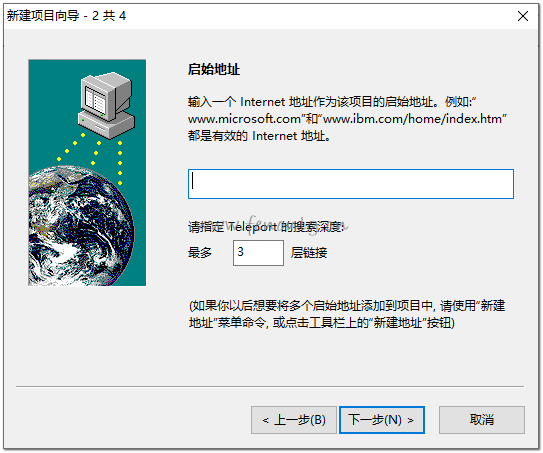 新建项目向导 - 2 共 4
启始地址
输入一个 Internet 地址作为该项目的启始地址。例如:“
www.microsoft.com”和“www.ibm.com/home/index.htm”
都是有效的 Internet 地址。
请指定 Teleport 的搜索深度:
最多 3 层链接
(如果你以后想要将多个启始地址添加到项目中, 请使用“新建
地址”菜单命令, 或点击工具栏上的“新建地址”按钮)
< 上一步(B) 下一步(N) > 取消